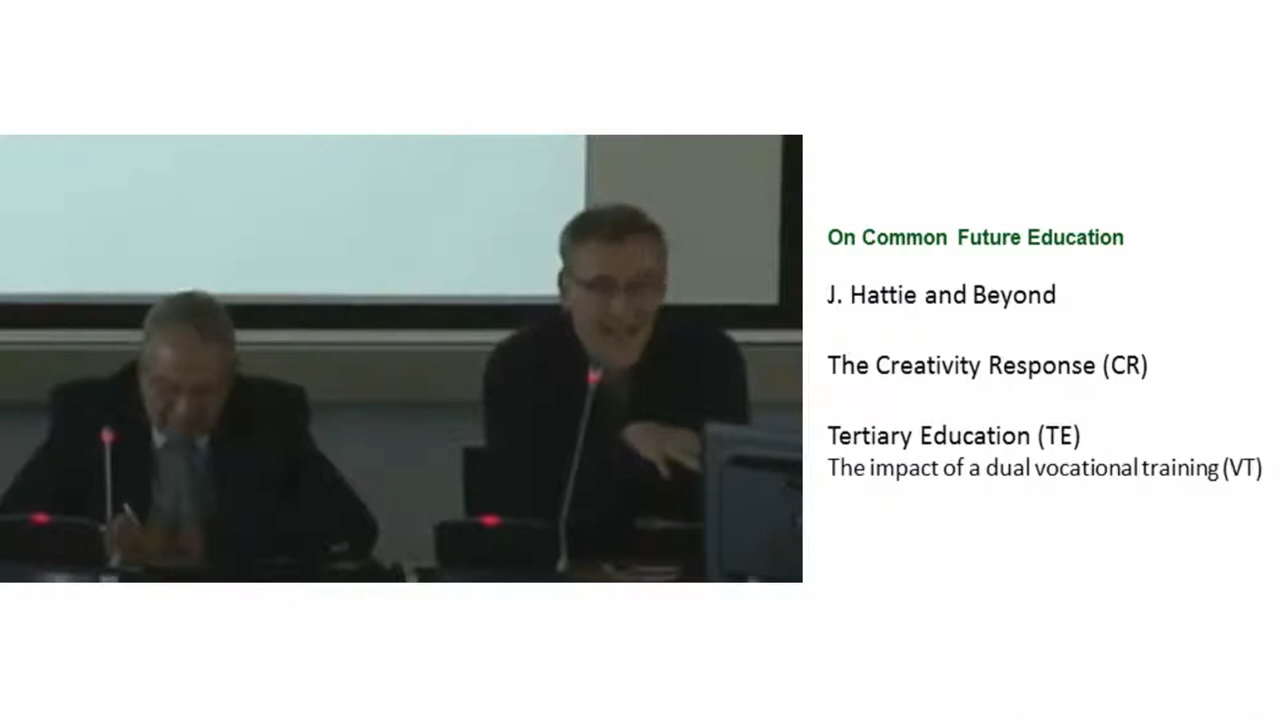 On Common Future Education
J. Hattie and Beyond
The Creativity Response (CR)
Tertiary Education (TE)
The impact of a dual vocational training (VT)